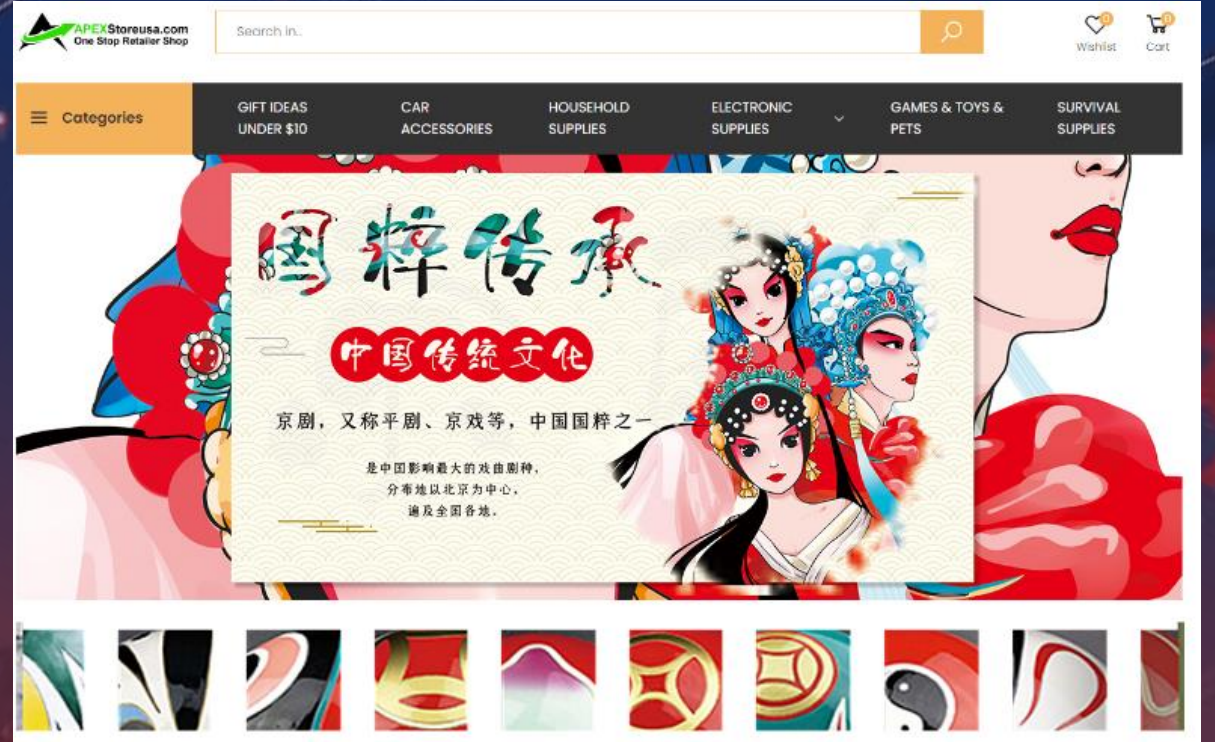 APEXStoreusa.com
One Stop Retailer Shop
Search in..
0
Wishlist
0
Cart
Categories
GIFT IDEAS
UNDER $10
CAR
ACCESSORIES
HOUSEHOLD
SUPPLIES
ELECTRONIC
SUPPLIES
GAMES & TOYS &
PETS
SURVIVAL
SUPPLIES
国粹传承
中国传统文化
京剧，又称平剧、京戏等，中国国粹之一
是中国影响最大的戏曲剧种，
分布地以北京为中心，
遍及全国各地。